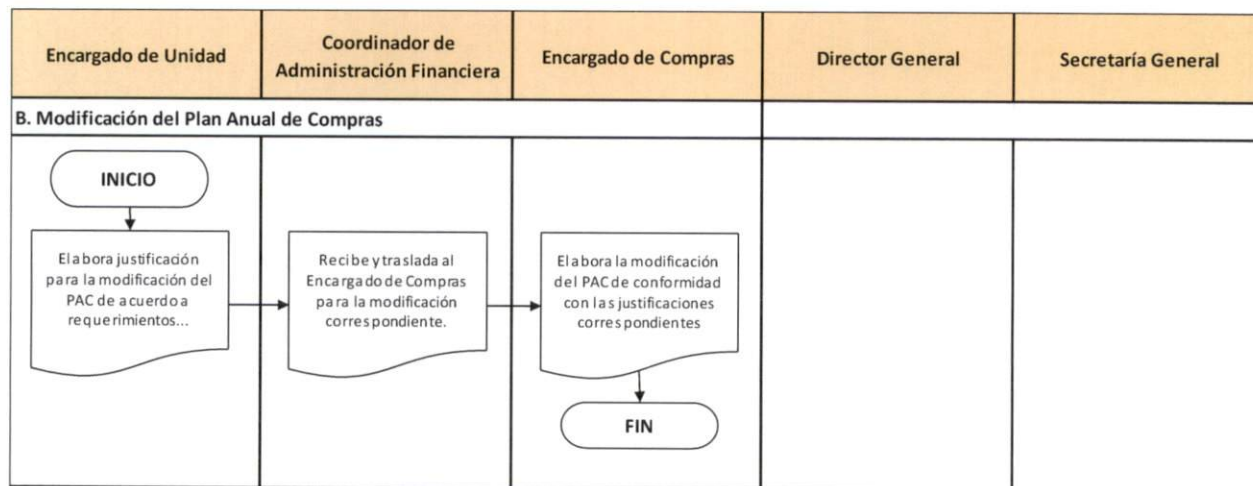 Encargado de Unidad
Coordinador de
Administración Financiera
Encargado de Compras
Director General
Secretaría General
B. Modificación del Plan Anual de Compras
INICIO
Elabora justificación
para la modificación del
PAC de acuerdo a
requerimientos...
Recibe y traslada al
Encargado de Compras
para la modificación
correspondiente.
Elabora la modificación
del PAC de conformidad
con las justificaciones
correspondientes
FIN